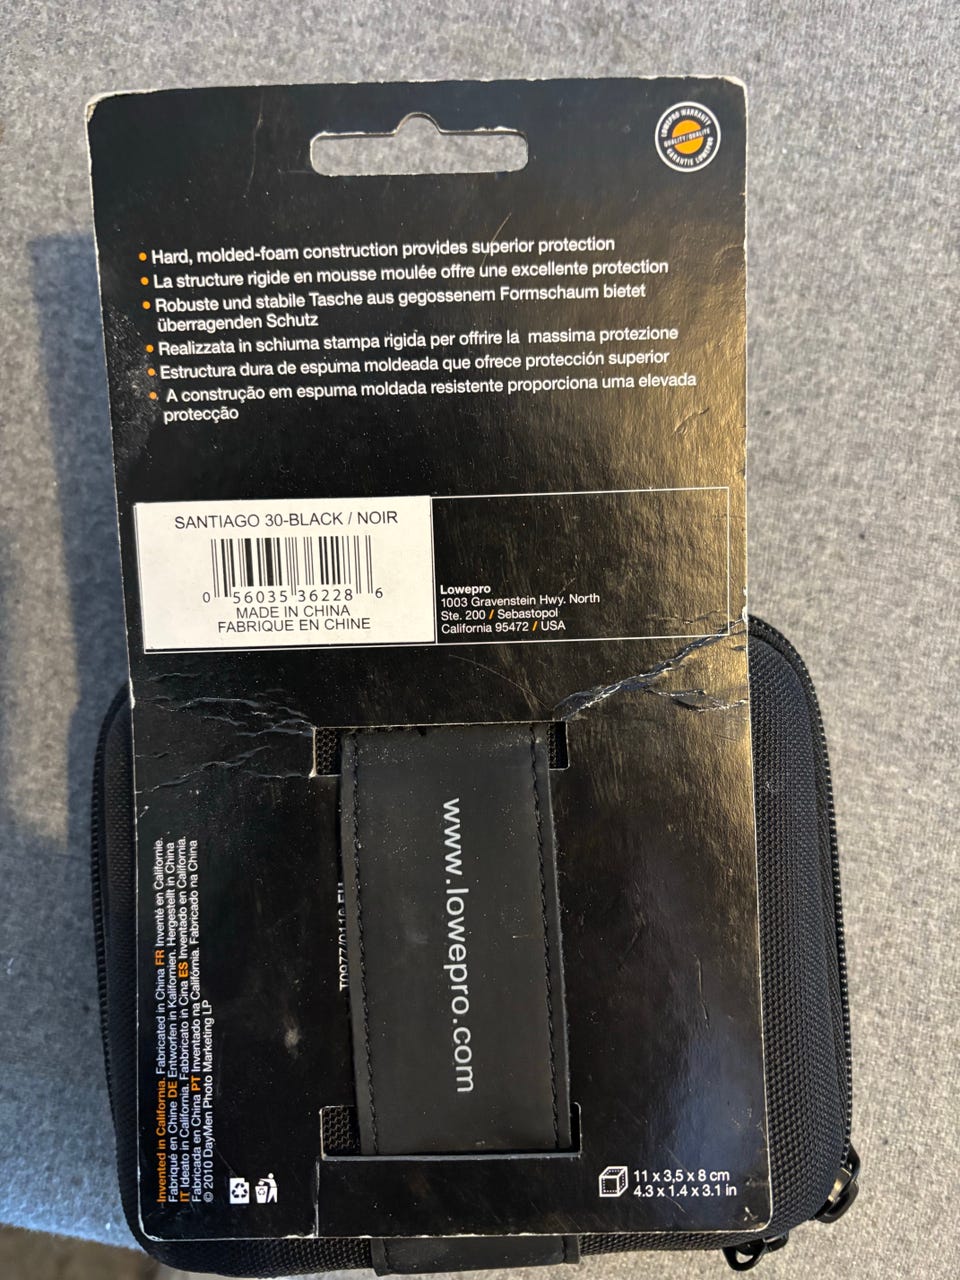 LOWEPRO WARRANTY
QUALITY/QUALITÉ
GARANTIE LOWEPRO
• Hard, molded-foam construction provides superior protection
• La structure rigide en mousse moulée offre une excellente protection
• Robuste und stabile Tasche aus gegossenem Formschaum bietet
überragenden Schutz
• Realizzata in schiuma stampa rigida per offrire la massima protezione
• Estructura dura de espuma moldeada que ofrece protección superior
• A construção em espuma moldada resistente proporciona uma elevada
protecção
SANTIAGO 30-BLACK / NOIR
0 56035 36228 6
MADE IN CHINA
FABRIQUE EN CHINE
Lowepro
1003 Gravenstein Hwy. North
Ste. 200 / Sebastopol
California 95472 / USA
www.lowepro.com
Invented in California. Fabricated in China FR Inventé en Californie.
Fabriqué en Chine DE Entworfen in Kalifornien. Hergestellt in China
IT Ideato in California. Fabbricato in Cina ES Inventado en California.
Fabricada en China PT Inventado na Califórnia. Fabricado na China
© 2010 DayMen Photo Marketing LP
11 x 3,5 x 8 cm
4.3 x 1.4 x 3.1 in